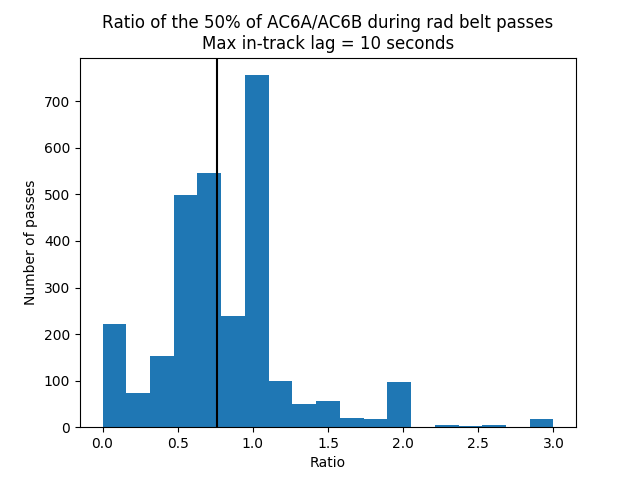 Ratio of the 50% of AC6A/AC6B during rad belt passes
Max in-track lag = 10 seconds
700
600
500
400
300
200
100
0
Number of passes
0.0 0.5 1.0 1.5 2.0 2.5 3.0
Ratio